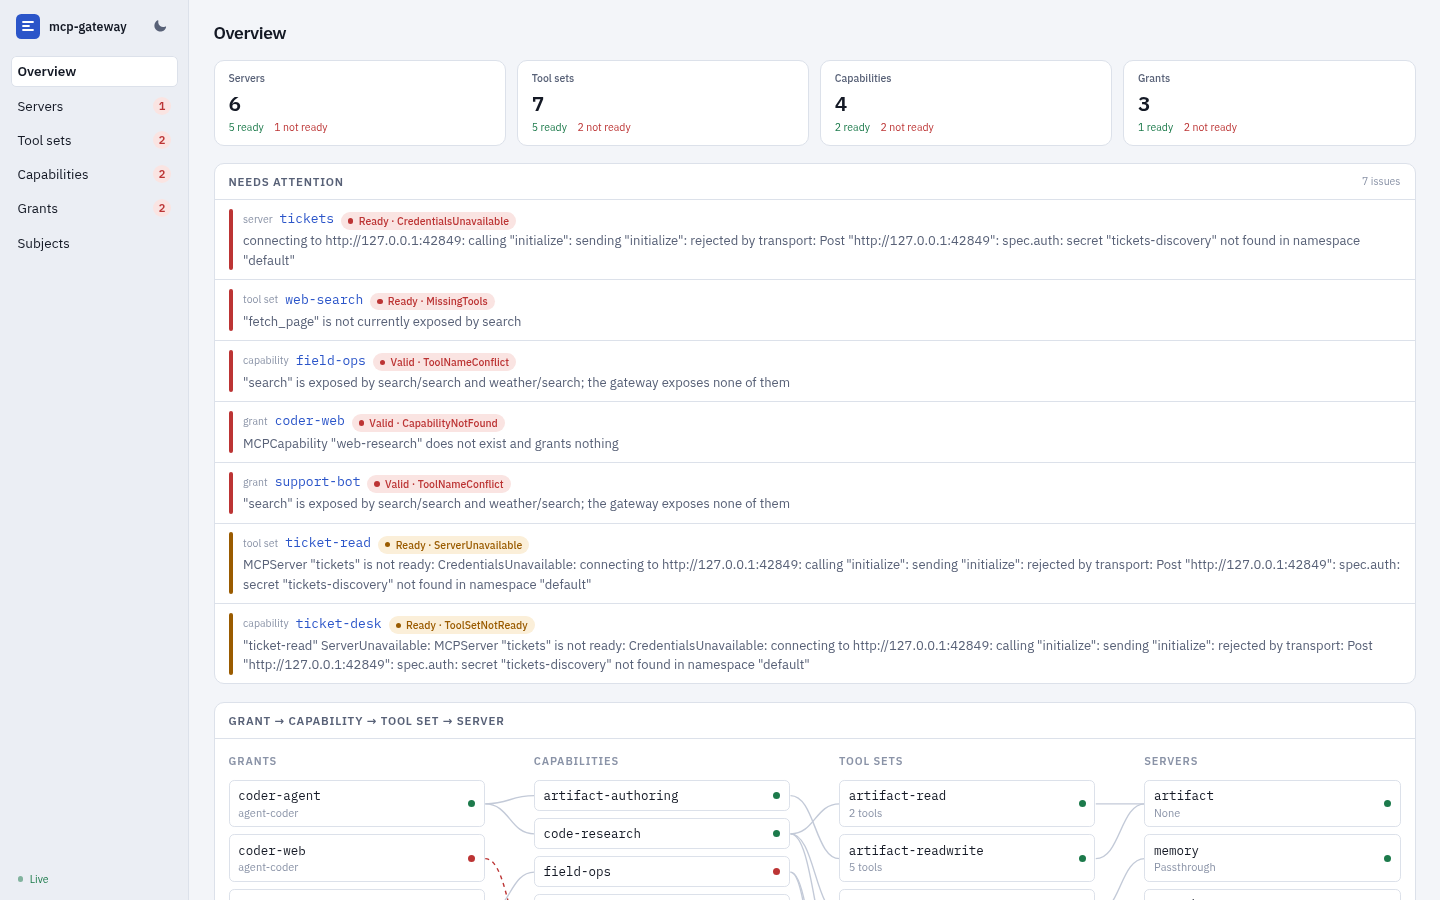 mcp-gateway
Overview
Servers 1
Tool sets 2
Capabilities 2
Grants 2
Subjects
Live
Overview
Servers
6
5 ready 1 not ready
Tool sets
7
5 ready 2 not ready
Capabilities
4
2 ready 2 not ready
Grants
3
1 ready 2 not ready
NEEDS ATTENTION 7 issues
server tickets Ready · CredentialsUnavailable
connecting to http://127.0.0.1:42849: calling "initialize": sending "initialize": rejected by transport: Post "http://127.0.0.1:42849": spec.auth: secret "tickets-discovery" not found in namespace
"default"
tool set web-search Ready · MissingTools
"fetch_page" is not currently exposed by search
capability field-ops Valid · ToolNameConflict
"search" is exposed by search/search and weather/search; the gateway exposes none of them
grant coder-web Valid · CapabilityNotFound
MCPCapability "web-research" does not exist and grants nothing
grant support-bot Valid · ToolNameConflict
"search" is exposed by search/search and weather/search; the gateway exposes none of them
tool set ticket-read Ready · ServerUnavailable
MCPServer "tickets" is not ready: CredentialsUnavailable: connecting to http://127.0.0.1:42849: calling "initialize": sending "initialize": rejected by transport: Post "http://127.0.0.1:42849": spec.auth:
secret "tickets-discovery" not found in namespace "default"
capability ticket-desk Ready · ToolSetNotReady
"ticket-read" ServerUnavailable: MCPServer "tickets" is not ready: CredentialsUnavailable: connecting to http://127.0.0.1:42849: calling "initialize": sending "initialize": rejected by transport: Post
"http://127.0.0.1:42849": spec.auth: secret "tickets-discovery" not found in namespace "default"
GRANT → CAPABILITY → TOOL SET → SERVER
GRANTS
coder-agent
agent-coder
coder-web
agent-coder
CAPABILITIES
artifact-authoring
code-research
field-ops
TOOL SETS
artifact-read
2 tools
artifact-readwrite
5 tools
SERVERS
artifact
None
memory
Passthrough